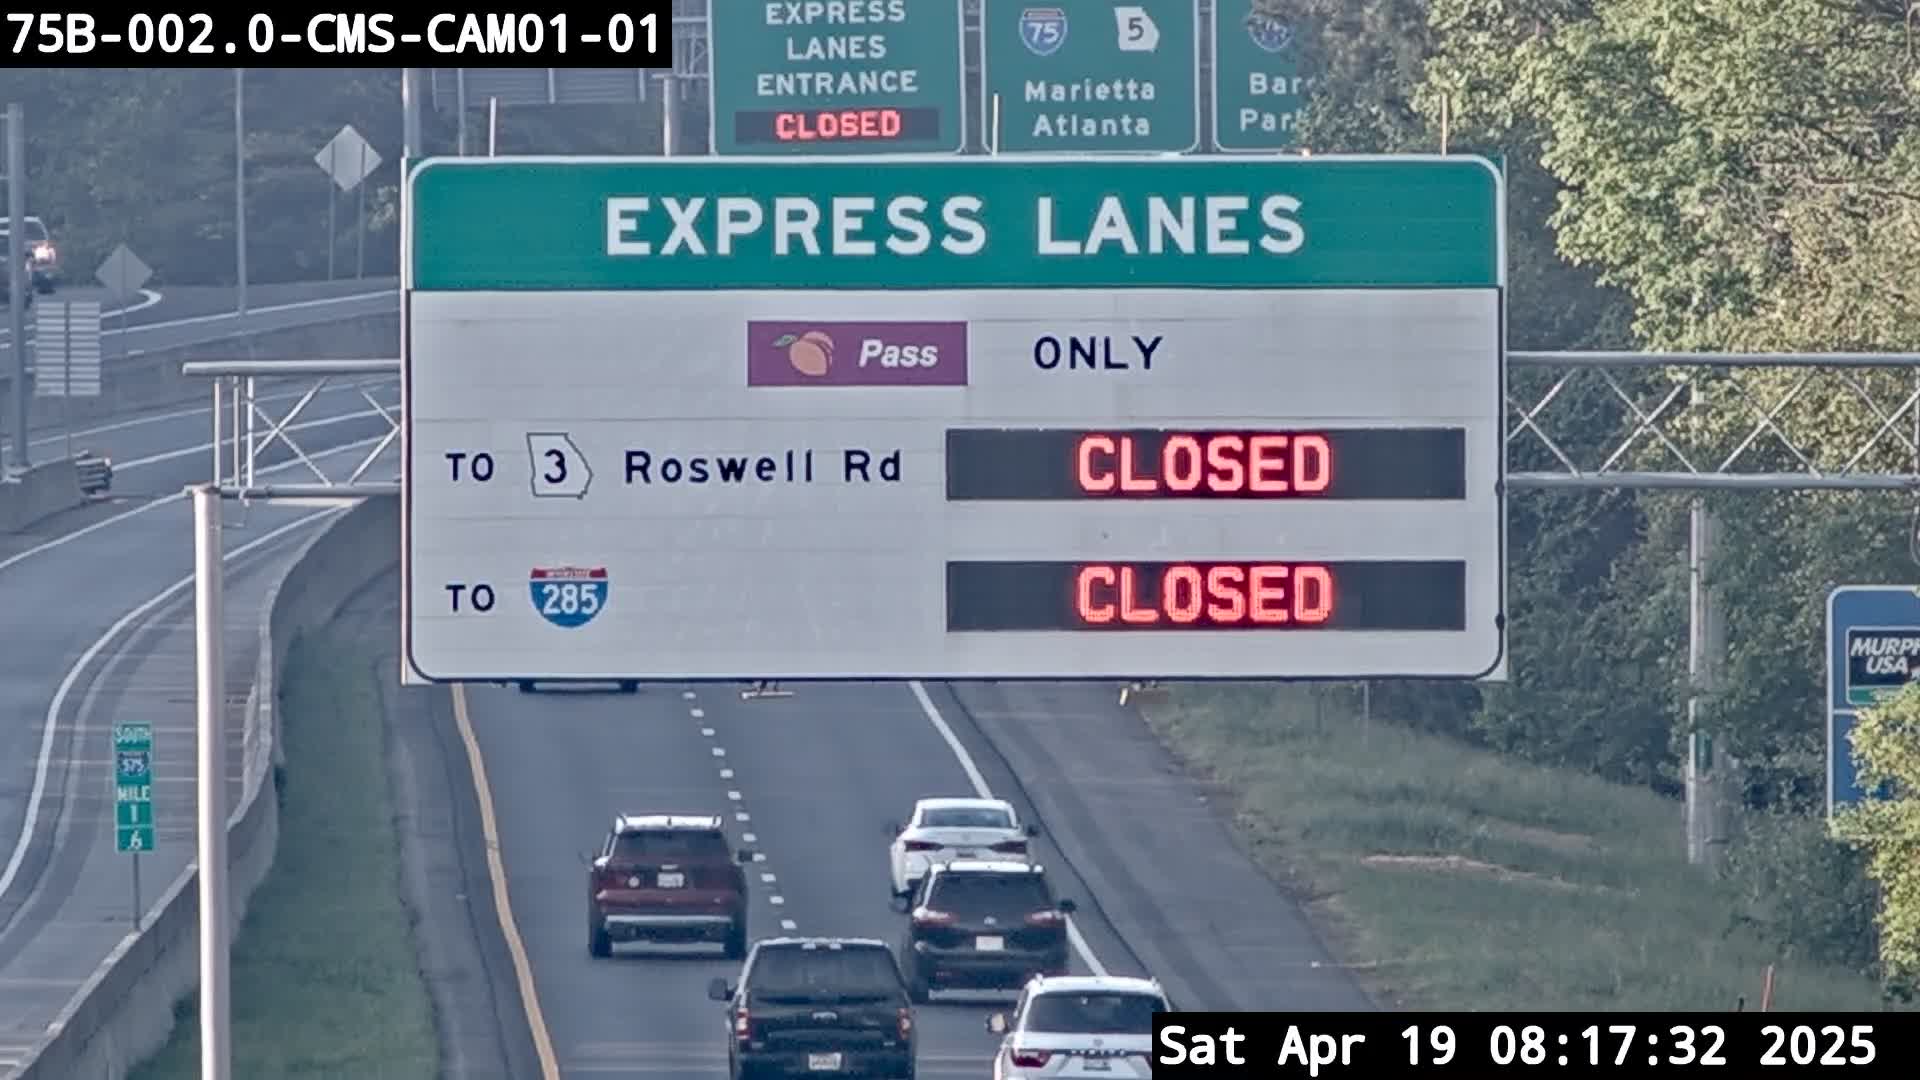 75B-002.0-CMS-CAM01-01
EXPRESS
LANES
ENTRANCE
CLOSED
75 5
Marietta
Atlanta
EXPRESS LANES
Pass ONLY
TO 3 Roswell Rd CLOSED
TO 285 CLOSED
SOUTH
575
MILE
1
.6
USA
Sat Apr 19 08:17:32 2025